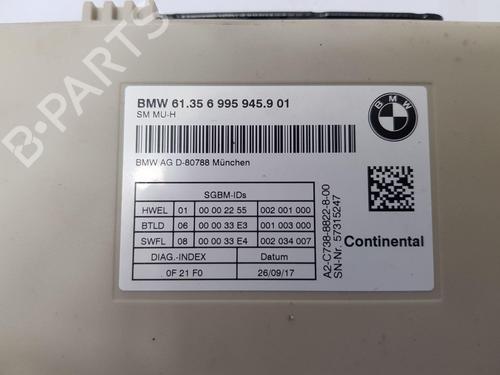 B-PARTS
BMW 61.35 6 995 945.9 01
SM MU-H
BMW
BMW AG D-80788 München
SGBM-IDs
HWEL 01 00 00 22 55 002 001 000
BTLD 06 00 00 33 E3 001 003 000
SWFL 08 00 00 33 E4 002 034 007
DIAG.-INDEX Datum
0F 21 F0 26/09/17
Continental
A2-C738-8822-8-00
SN-Nr. 57315247